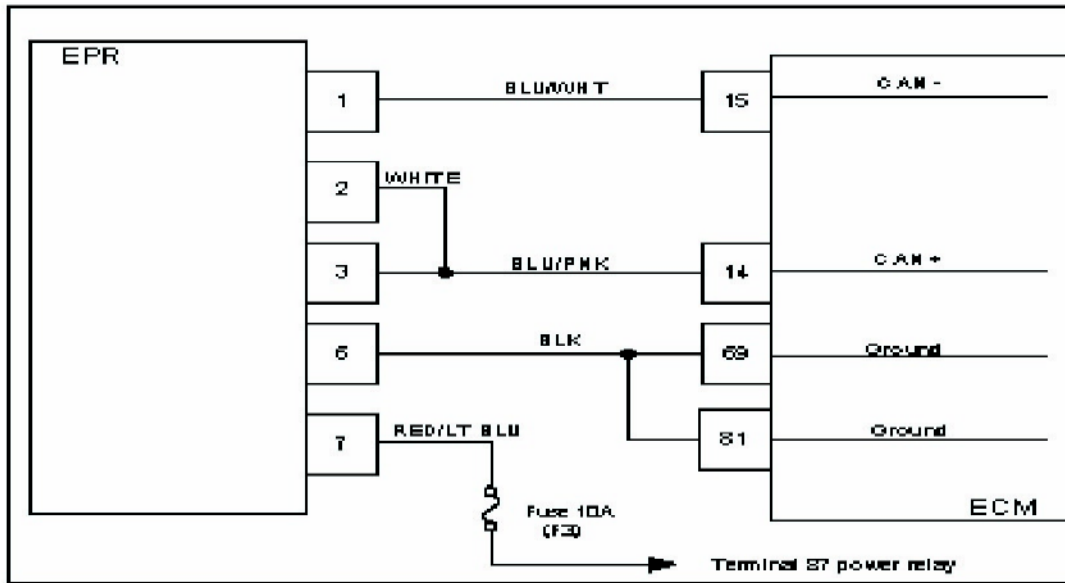 EPR
1
BLU/WHT
15
CAN -
2
WHITE
3
BLU/PNK
14
CAN +
6
BLK
69
Ground
7
RED/LT BLU
81
Ground
Fuse 10A
(F3)
ECM
Terminal 87 power relay